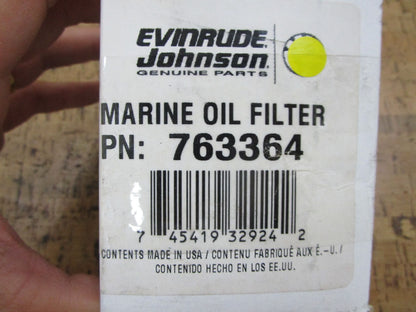 EVINRUDE.
Johnson.
GENUINE PARTS
MARINE OIL FILTER
PN: 763364
7 45419 32924 2
CONTENTS MADE IN USA / CONTENU FABRIQUÉ AUX É.-U. /
CONTENIDO HECHO EN LOS EE.UU.